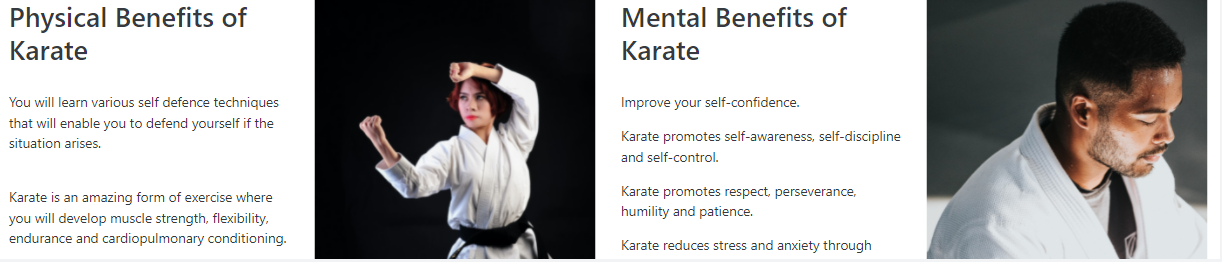 Physical Benefits of
Karate
You will learn various self defence techniques
that will enable you to defend yourself if the
situation arises.
Karate is an amazing form of exercise where
you will develop muscle strength, flexibility,
endurance and cardiopulmonary conditioning.
Mental Benefits of
Karate
Improve your self-confidence.
Karate promotes self-awareness, self-discipline
and self-control.
Karate promotes respect, perseverance,
humility and patience.
Karate reduces stress and anxiety through